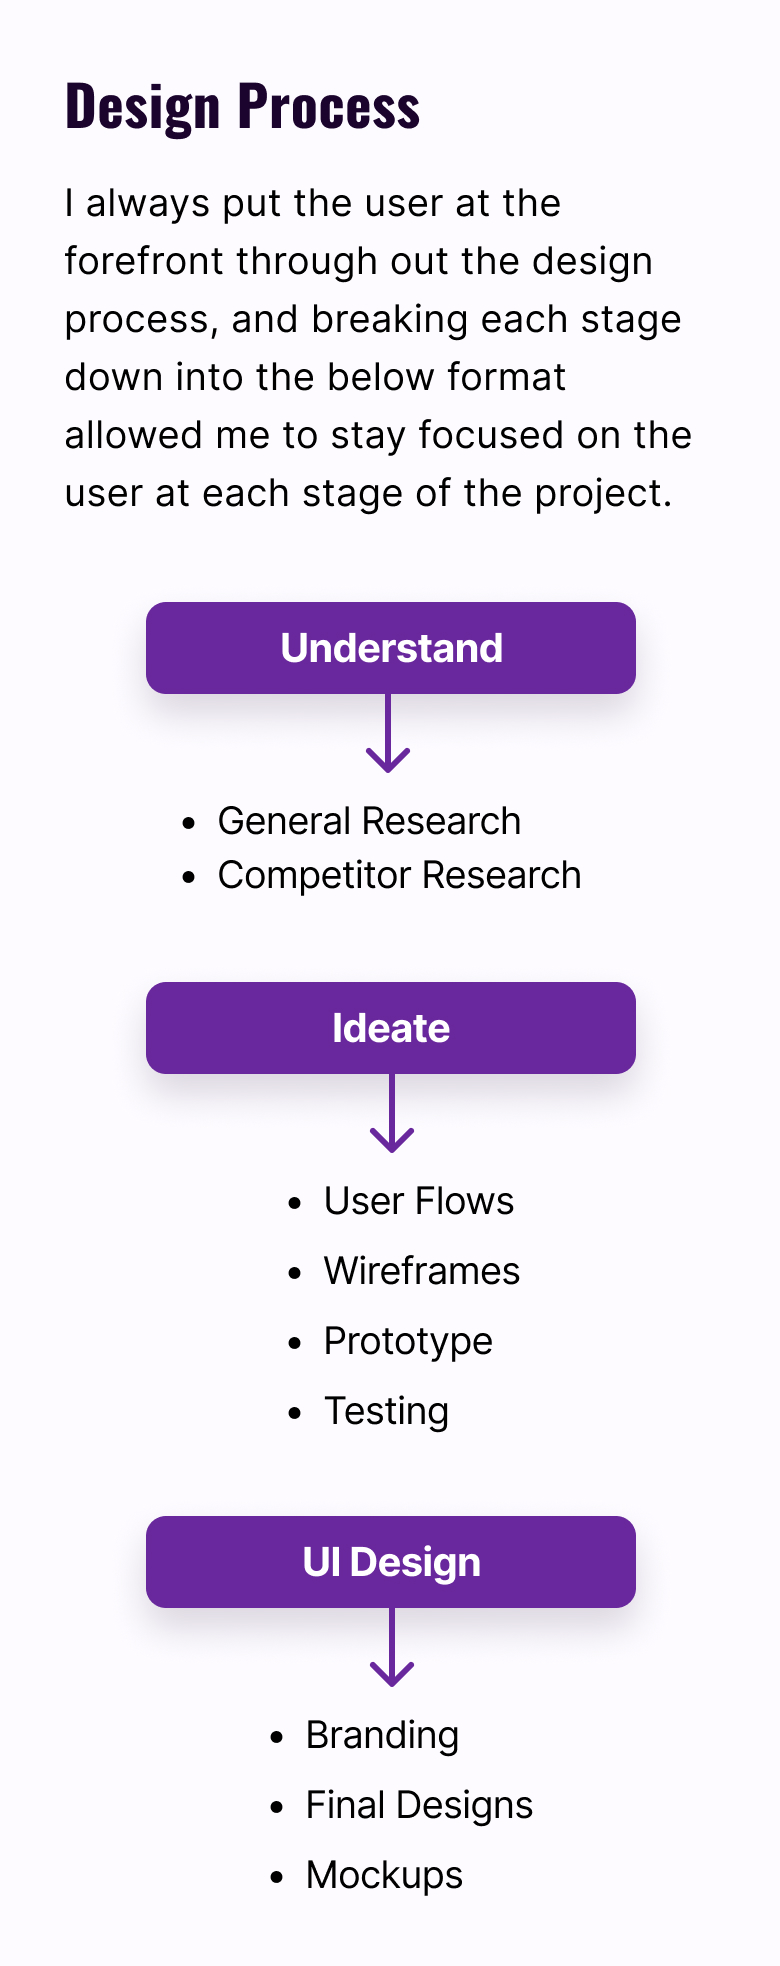 Design Process
I always put the user at the
forefront through out the design
process, and breaking each stage
down into the below format
allowed me to stay focused on the
user at each stage of the project.
Understand
• General Research
• Competitor Research
Ideate
• User Flows
• Wireframes
• Prototype
• Testing
UI Design
• Branding
• Final Designs
• Mockups